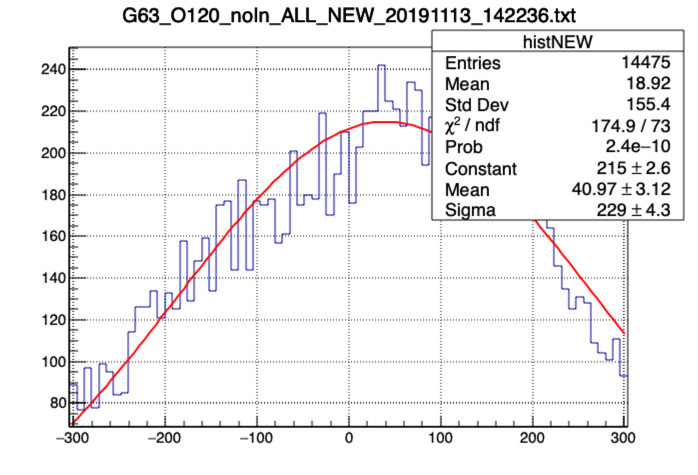 G63_O120_noIn_ALL_NEW_20191113_142236.txt
histNEW
Entries 14475
Mean 18.92
Std Dev 155.4
χ² / ndf 174.9 / 73
Prob 2.4e−10
Constant 215 ± 2.6
Mean 40.97 ± 3.12
Sigma 229 ± 4.3
240
220
200
180
160
140
120
100
80
−300 −200 −100 0 100 200 300